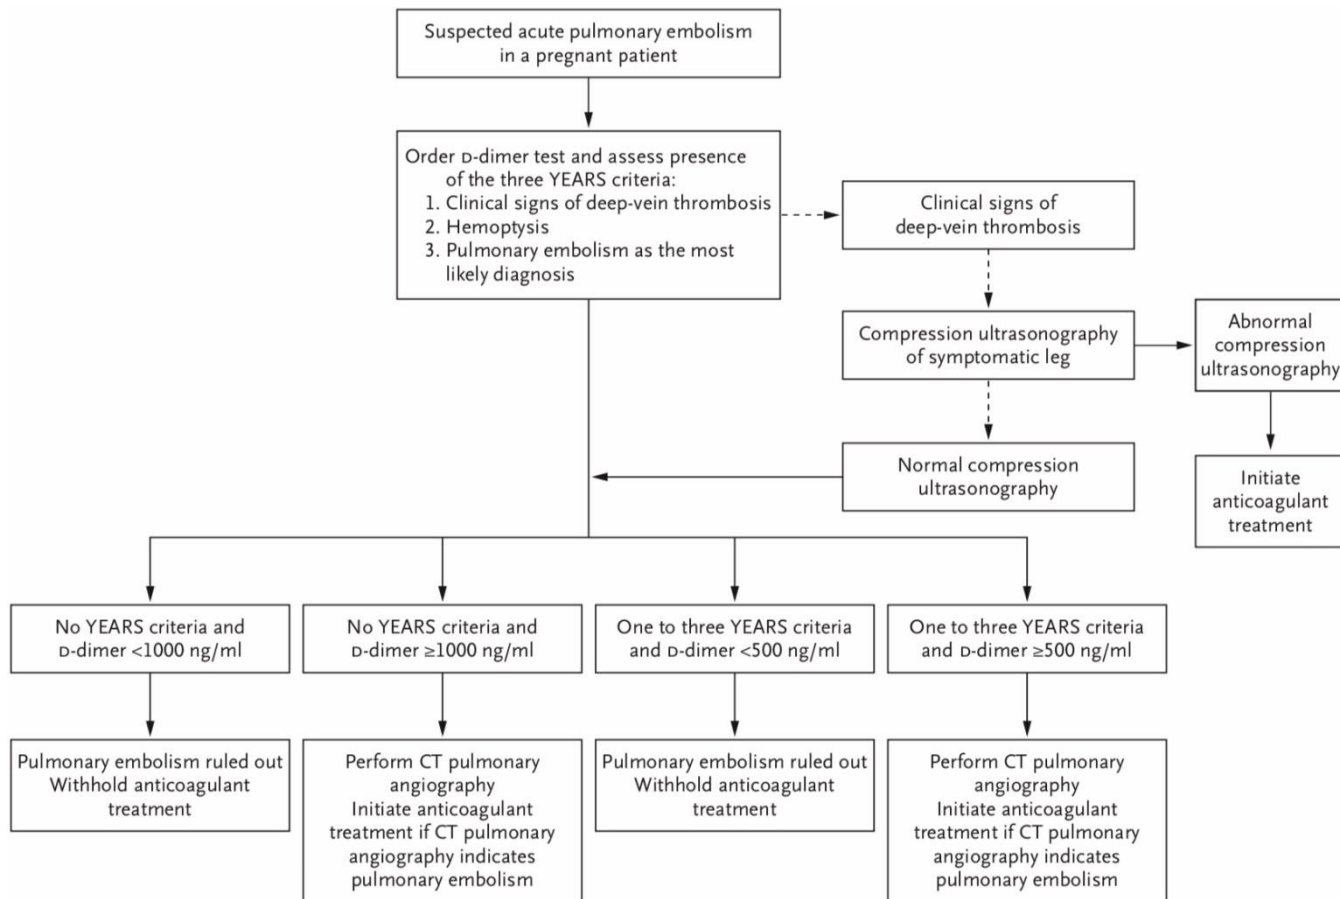 Suspected acute pulmonary embolism
in a pregnant patient
Order D-dimer test and assess presence
of the three YEARS criteria:
1. Clinical signs of deep-vein thrombosis
2. Hemoptysis
3. Pulmonary embolism as the most
likely diagnosis
Clinical signs of
deep-vein thrombosis
Compression ultrasonography
of symptomatic leg
Abnormal
compression
ultrasonography
Normal compression
ultrasonography
Initiate
anticoagulant
treatment
No YEARS criteria and
D-dimer <1000 ng/ml
No YEARS criteria and
D-dimer ≥1000 ng/ml
One to three YEARS criteria
and D-dimer <500 ng/ml
One to three YEARS criteria
and D-dimer ≥500 ng/ml
Pulmonary embolism ruled out
Withhold anticoagulant
treatment
Perform CT pulmonary
angiography
Initiate anticoagulant
treatment if CT pulmonary
angiography indicates
pulmonary embolism
Pulmonary embolism ruled out
Withhold anticoagulant
treatment
Perform CT pulmonary
angiography
Initiate anticoagulant
treatment if CT pulmonary
angiography indicates
pulmonary embolism